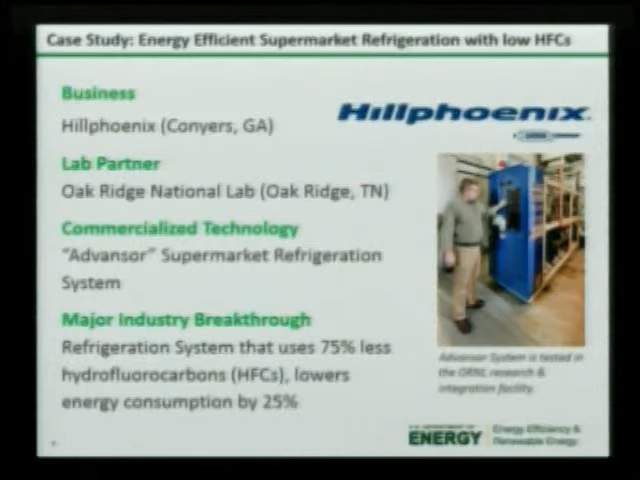 Case Study: Energy Efficient Supermarket Refrigeration with low HFCs
Business
Hillphoenix (Conyers, GA)
Lab Partner
Oak Ridge National Lab (Oak Ridge, TN)
Commercialized Technology
“Advansor” Supermarket Refrigeration
System
Major Industry Breakthrough
Refrigeration System that uses 75% less
hydrofluorocarbons (HFCs), lowers
energy consumption by 25%
Hillphoenix
Advansor System is tested in
the ORNL research &
integration facility.
U.S. DEPARTMENT OF
ENERGY
Energy Efficiency &
Renewable Energy